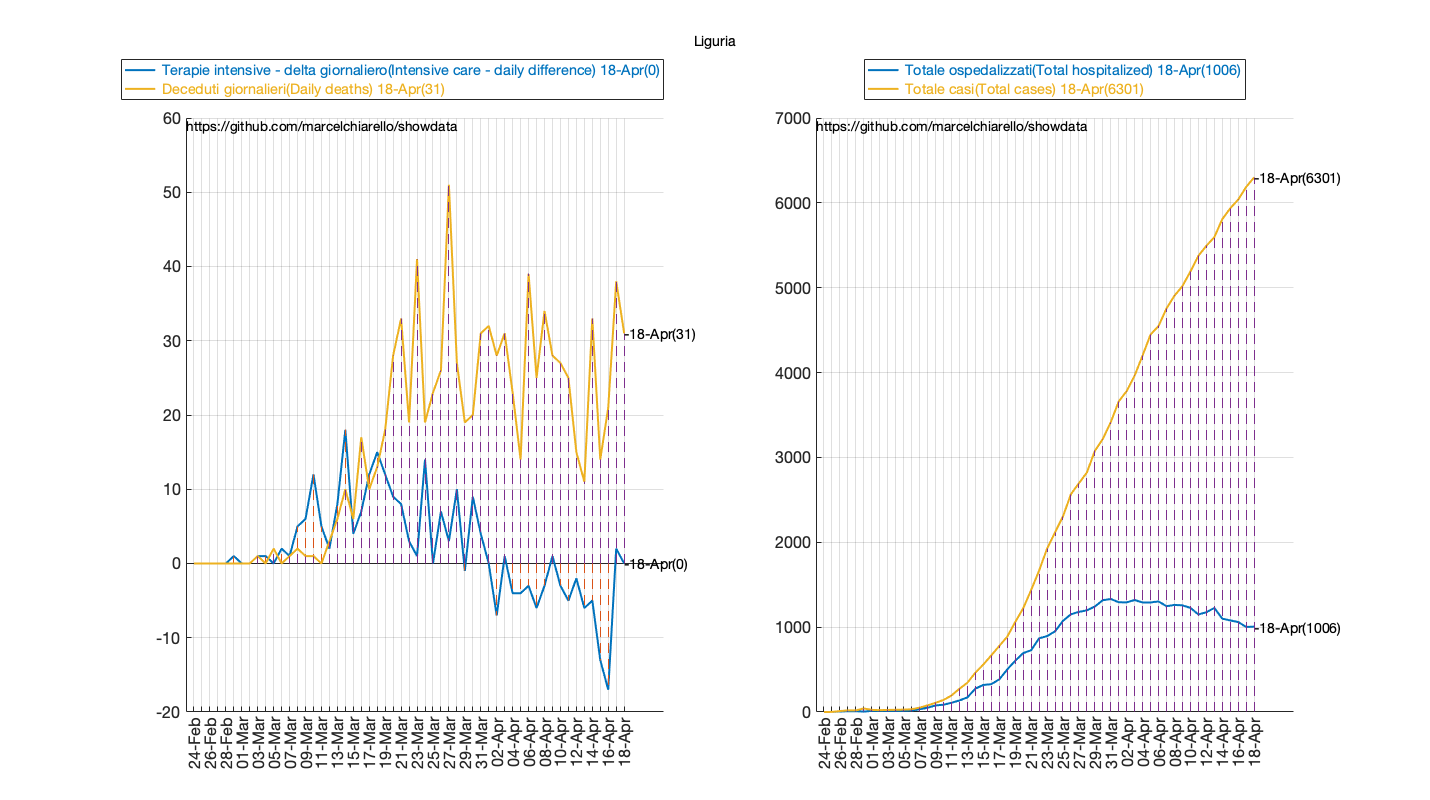 Liguria
Terapie intensive - delta giornaliero(Intensive care - daily difference) 18-Apr(0)
Deceduti giornalieri(Daily deaths) 18-Apr(31)
https://github.com/marcelchiarello/showdata
60
50
40
30
20
10
0
-10
-20
18-Apr(31)
18-Apr(0)
24-Feb
26-Feb
28-Feb
01-Mar
03-Mar
05-Mar
07-Mar
09-Mar
11-Mar
13-Mar
15-Mar
17-Mar
19-Mar
21-Mar
23-Mar
25-Mar
27-Mar
29-Mar
31-Mar
02-Apr
04-Apr
06-Apr
08-Apr
10-Apr
12-Apr
14-Apr
16-Apr
18-Apr
Totale ospedalizzati(Total hospitalized) 18-Apr(1006)
Totale casi(Total cases) 18-Apr(6301)
https://github.com/marcelchiarello/showdata
7000
6000
5000
4000
3000
2000
1000
0
18-Apr(6301)
18-Apr(1006)
24-Feb
26-Feb
28-Feb
01-Mar
03-Mar
05-Mar
07-Mar
09-Mar
11-Mar
13-Mar
15-Mar
17-Mar
19-Mar
21-Mar
23-Mar
25-Mar
27-Mar
29-Mar
31-Mar
02-Apr
04-Apr
06-Apr
08-Apr
10-Apr
12-Apr
14-Apr
16-Apr
18-Apr